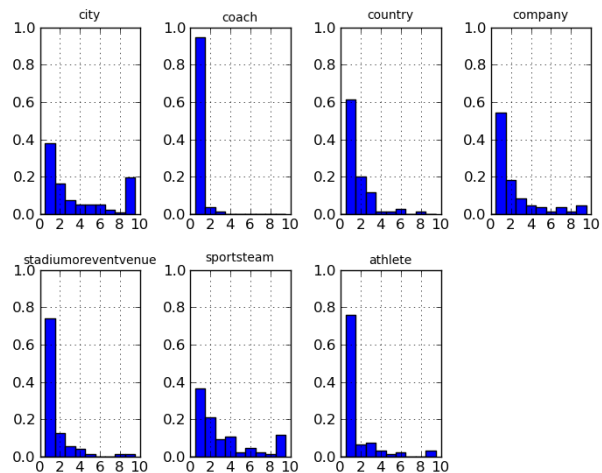 city coach country company
1.0 1.0 1.0 1.0
0.8 0.8 0.8 0.8
0.6 0.6 0.6 0.6
0.4 0.4 0.4 0.4
0.2 0.2 0.2 0.2
0.0 0.0 0.0 0.0
0 2 4 6 8 10 0 2 4 6 8 10 0 2 4 6 8 10 0 2 4 6 8 10
stadiumoreventvenue sportsteam athlete
1.0 1.0 1.0
0.8 0.8 0.8
0.6 0.6 0.6
0.4 0.4 0.4
0.2 0.2 0.2
0.0 0.0 0.0
0 2 4 6 8 10 0 2 4 6 8 10 0 2 4 6 8 10